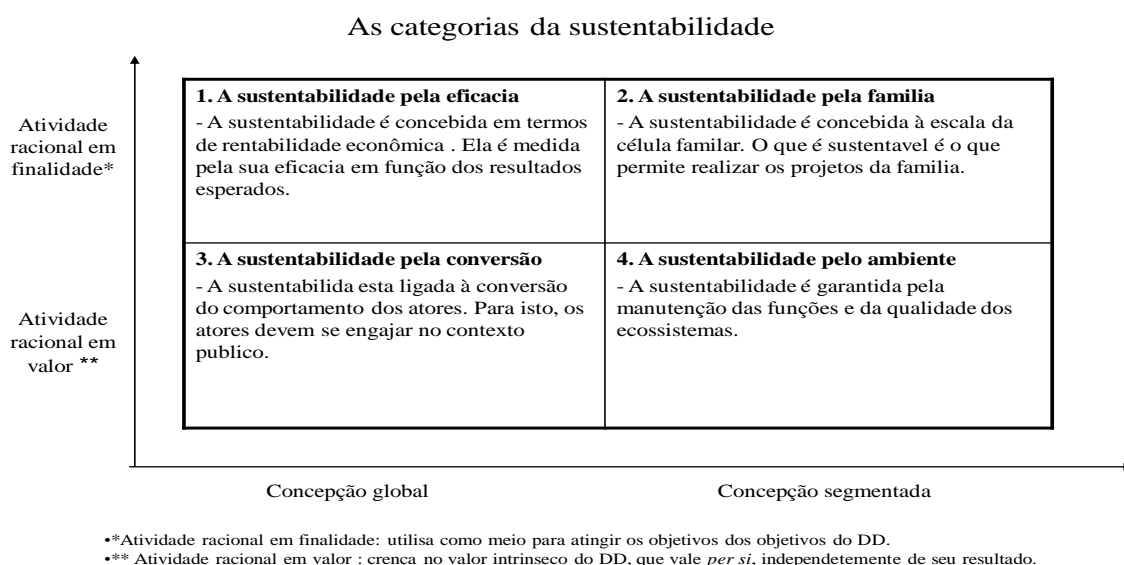 As categorias da sustentabilidade
Atividade
racional em
finalidade*
1. A sustentabilidade pela eficacia
- A sustentabilidade é concebida em termos
de rentabilidade econômica . Ela é medida
pela sua eficacia em função dos resultados
esperados.
2. A sustentabilidade pela familia
- A sustentabilidade é concebida à escala da
célula familar. O que é sustentavel é o que
permite realizar os projetos da familia.
Atividade
racional em
valor **
3. A sustentabilidade pela conversão
- A sustentabilida esta ligada à conversão
do comportamento dos atores. Para isto, os
atores devem se engajar no contexto
publico.
4. A sustentabilidade pelo ambiente
- A sustentabilidade é garantida pela
manutenção das funções e da qualidade dos
ecossistemas.
Concepção global
Concepção segmentada
•*Atividade racional em finalidade: utilisa como meio para atingir os objetivos dos objetivos do DD.
•** Atividade racional em valor : crença no valor intrinseco do DD, que vale per si, independetemente de seu resultado.